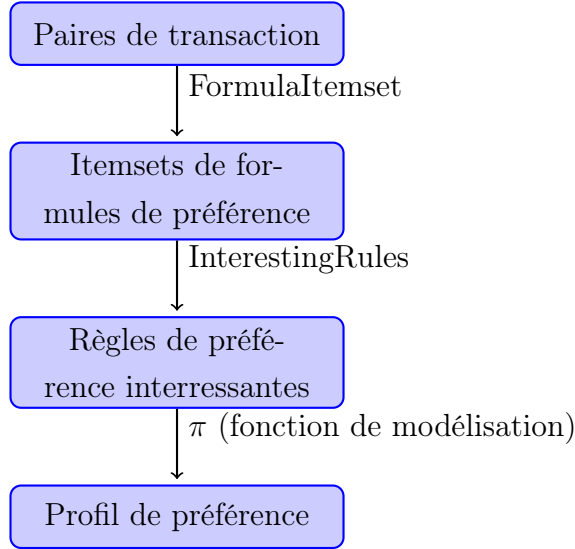 Paires de transaction
FormulaItemset
Itemsets de for-
mules de préférence
InterestingRules
Règles de préfé-
rence interressantes
π (fonction de modélisation)
Profil de préférence